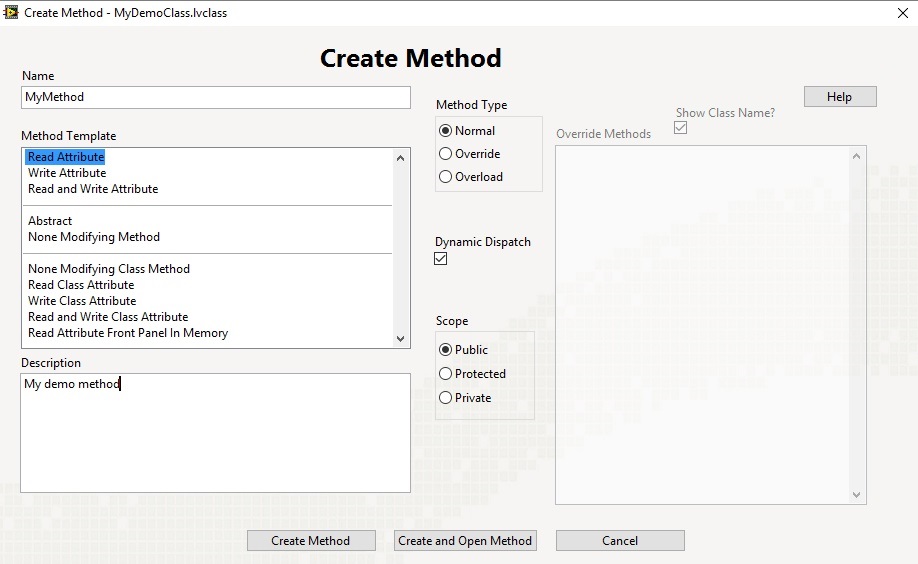 Create Method - MyDemoClass.lvclass
Create Method
Name
MyMethod
Method Template
Read Attribute
Write Attribute
Read and Write Attribute
Abstract
None Modifying Method
None Modifying Class Method
Read Class Attribute
Write Class Attribute
Read and Write Class Attribute
Read Attribute Front Panel In Memory
Description
My demo method
Method Type
Normal
Override
Overload
Dynamic Dispatch
Scope
Public
Protected
Private
Help
Show Class Name?
Override Methods
Create Method
Create and Open Method
Cancel